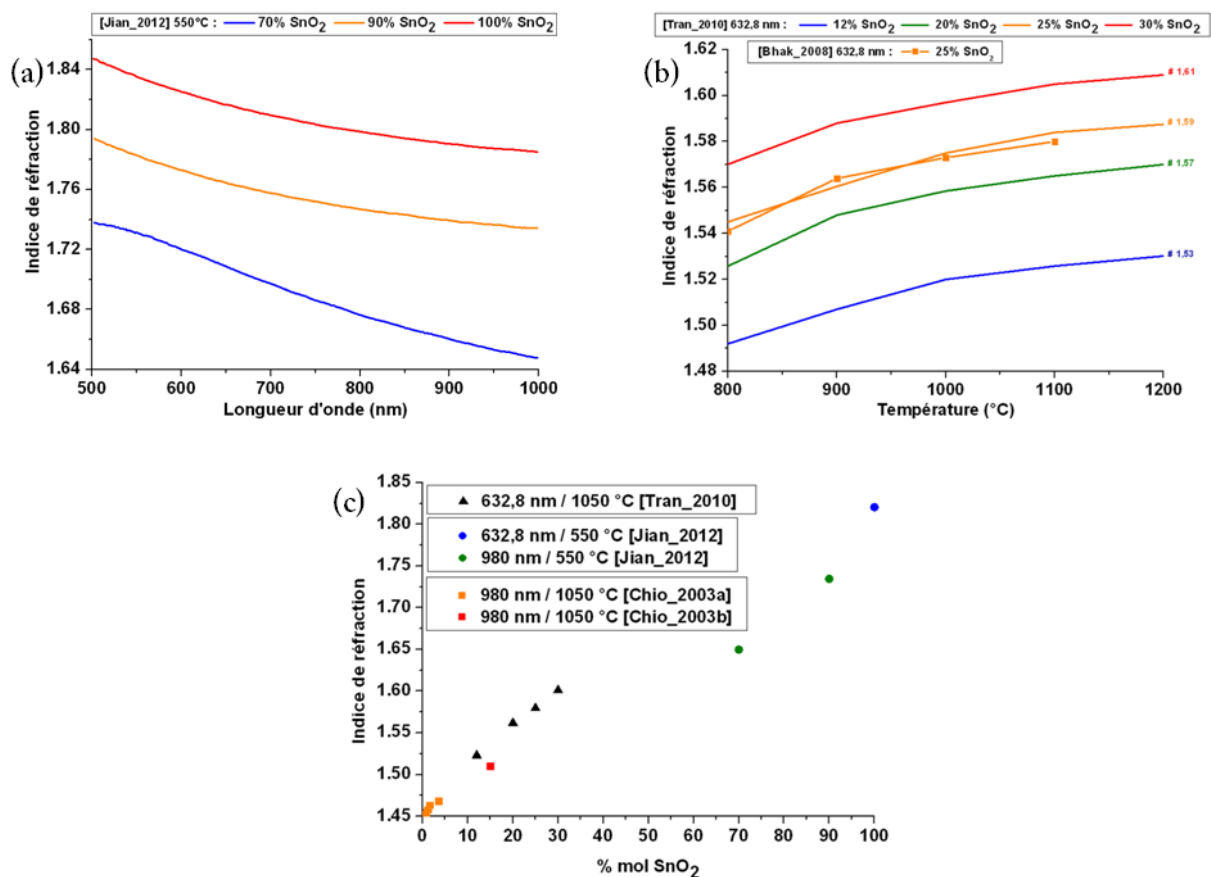 [Jian_2012] 550°C : 70% SnO2 90% SnO2 100% SnO2
(a)
Indice de réfraction
1.84
1.80
1.76
1.72
1.68
1.64
500 600 700 800 900 1000
Longueur d'onde (nm)
[Tran_2010] 632,8 nm : 12% SnO2 20% SnO2 25% SnO2 30% SnO2
[Bhak_2008] 632,8 nm : 25% SnO2
(b)
Indice de réfraction
1.62
1.60
1.58
1.56
1.54
1.52
1.50
1.48
# 1,61
# 1,59
# 1,57
# 1,53
800 900 1000 1100 1200
Température (°C)
(c)
632,8 nm / 1050 °C [Tran_2010]
632,8 nm / 550 °C [Jian_2012]
980 nm / 550 °C [Jian_2012]
980 nm / 1050 °C [Chio_2003a]
980 nm / 1050 °C [Chio_2003b]
Indice de réfraction
1.85
1.80
1.75
1.70
1.65
1.60
1.55
1.50
1.45
0 10 20 30 40 50 60 70 80 90 100
% mol SnO2